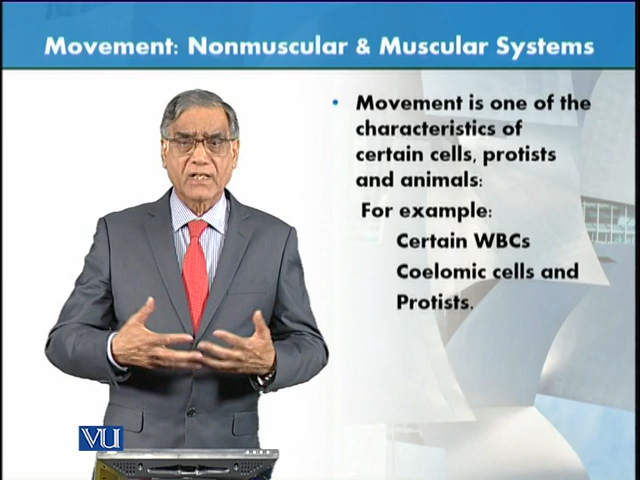 Movement: Nonmuscular & Muscular Systems
• Movement is one of the
characteristics of
certain cells, protists
and animals:
For example:
Certain WBCs
Coelomic cells and
Protists.
VU